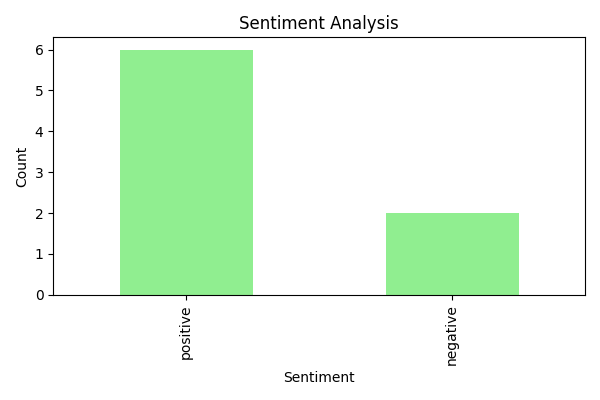 Sentiment Analysis
Count
6
5
4
3
2
1
0
positive
negative
Sentiment